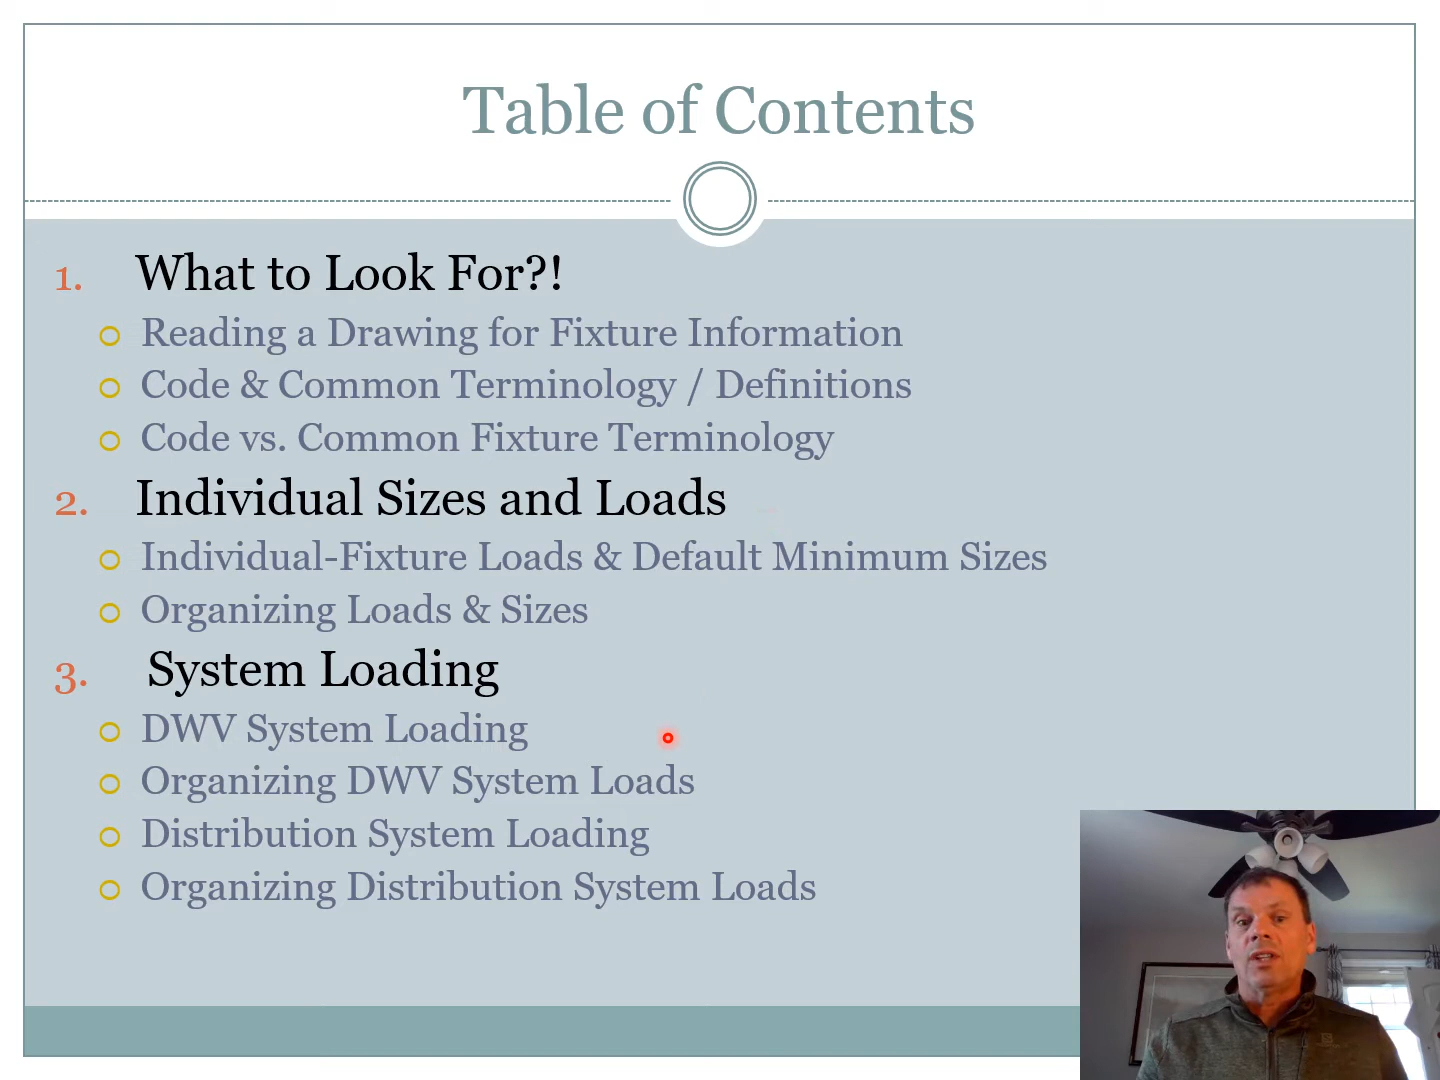 Table of Contents
1. What to Look For?!
Reading a Drawing for Fixture Information
Code & Common Terminology / Definitions
Code vs. Common Fixture Terminology
2. Individual Sizes and Loads
Individual-Fixture Loads & Default Minimum Sizes
Organizing Loads & Sizes
3. System Loading
DWV System Loading
Organizing DWV System Loads
Distribution System Loading
Organizing Distribution System Loads